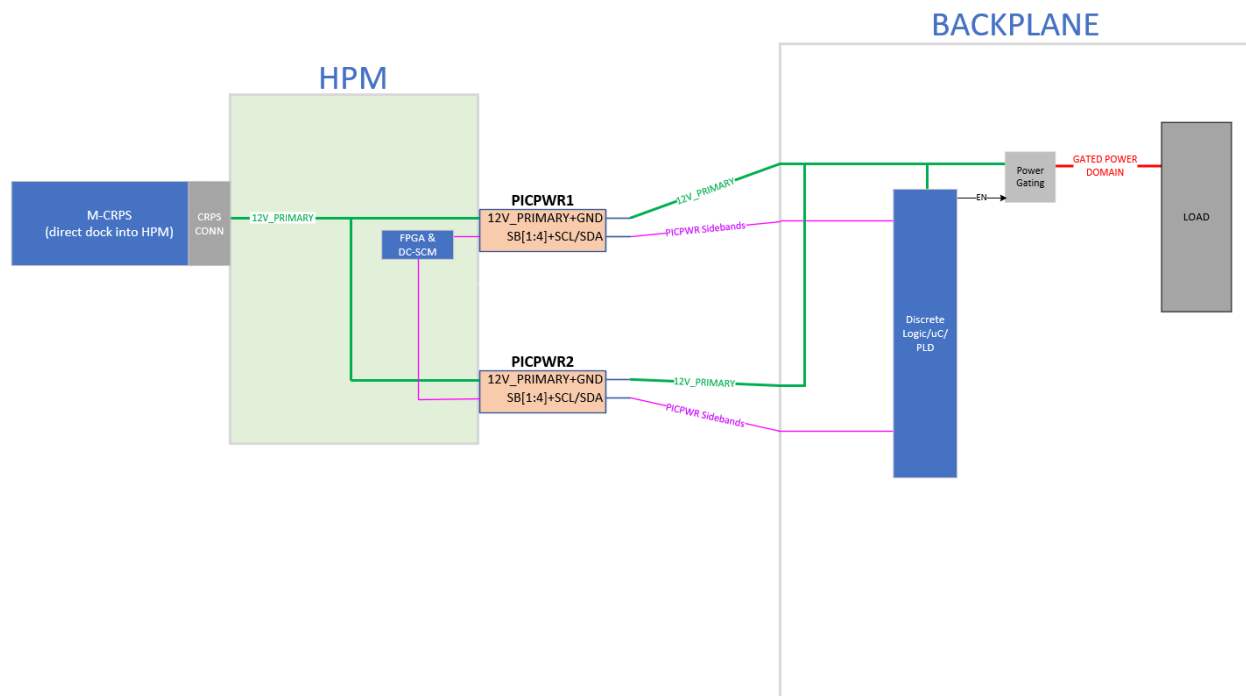 BACKPLANE
HPM
M-CRPS
(direct dock into HPM)
CRPS
CONN
12V_PRIMARY
FPGA &
DC-SCM
PICPWR1
12V_PRIMARY+GND
SB[1:4]+SCL/SDA
12V_PRIMARY
PICPWR Sidebands
PICPWR2
12V_PRIMARY+GND
SB[1:4]+SCL/SDA
12V_PRIMARY
PICPWR Sidebands
Discrete
Logic/uC/
PLD
EN
Power
Gating
GATED POWER
DOMAIN
LOAD